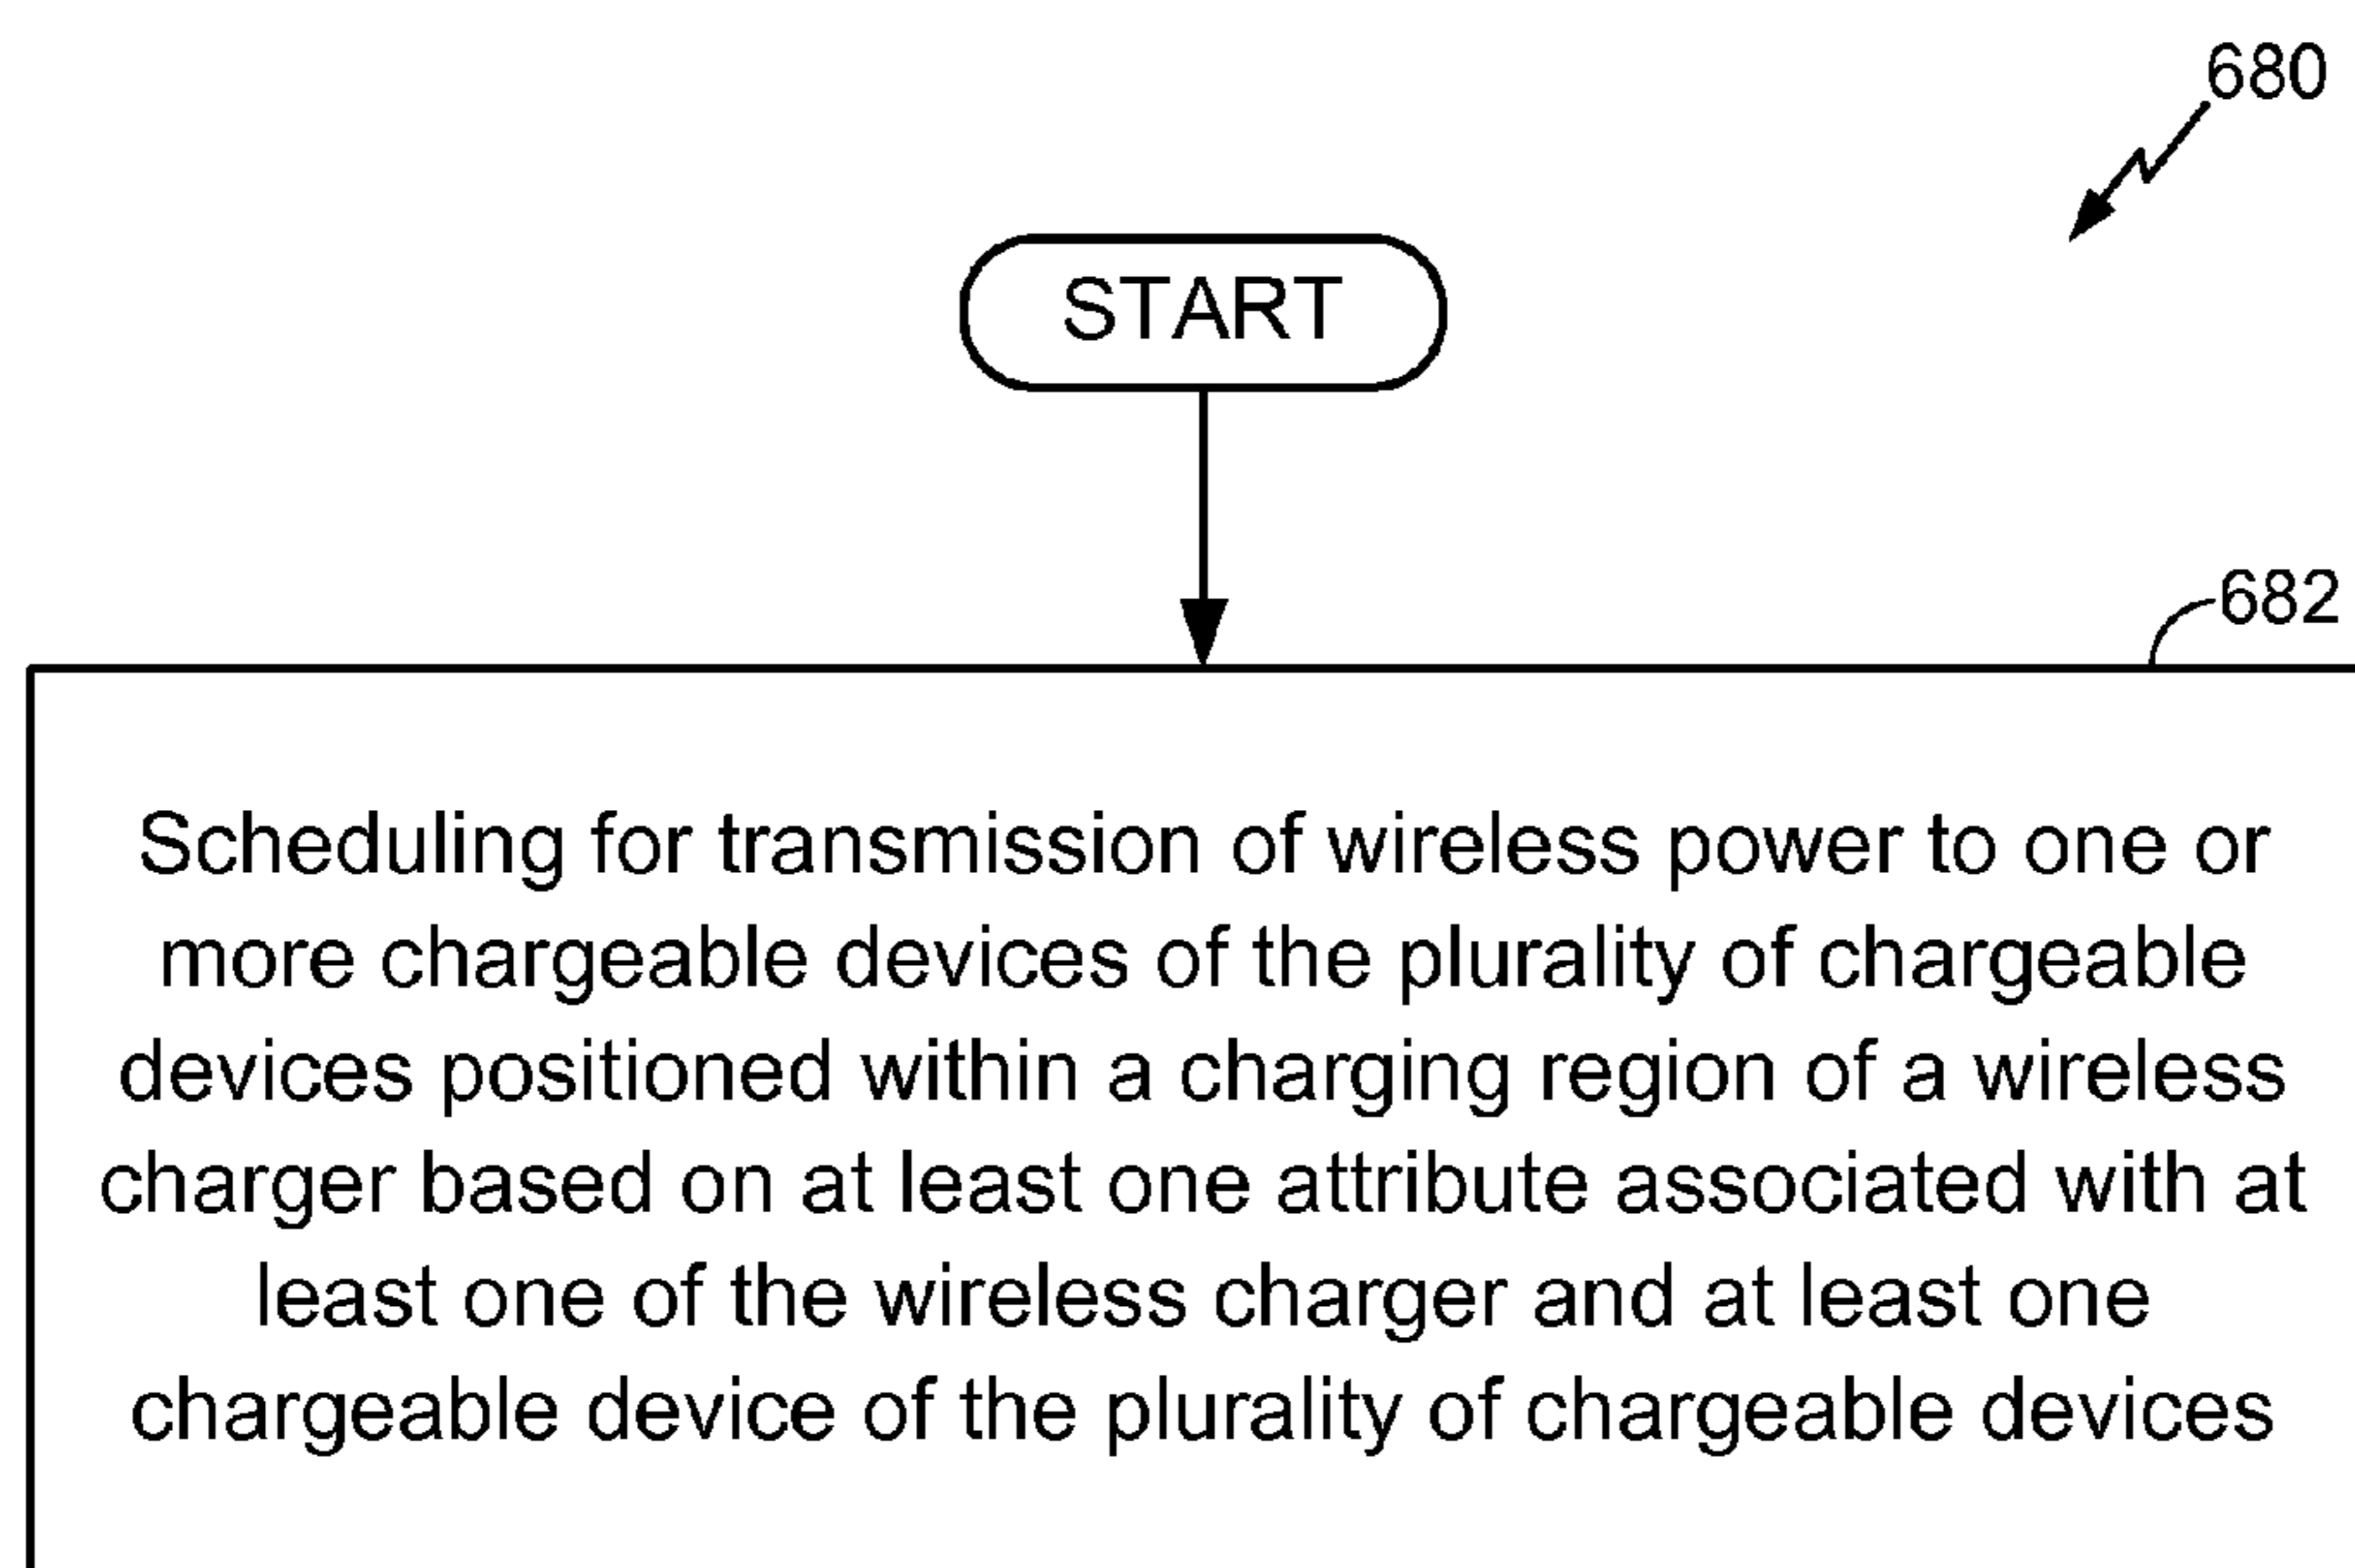 680
START
682
Scheduling for transmission of wireless power to one or
more chargeable devices of the plurality of chargeable
devices positioned within a charging region of a wireless
charger based on at least one attribute associated with at
least one of the wireless charger and at least one
chargeable device of the plurality of chargeable devices